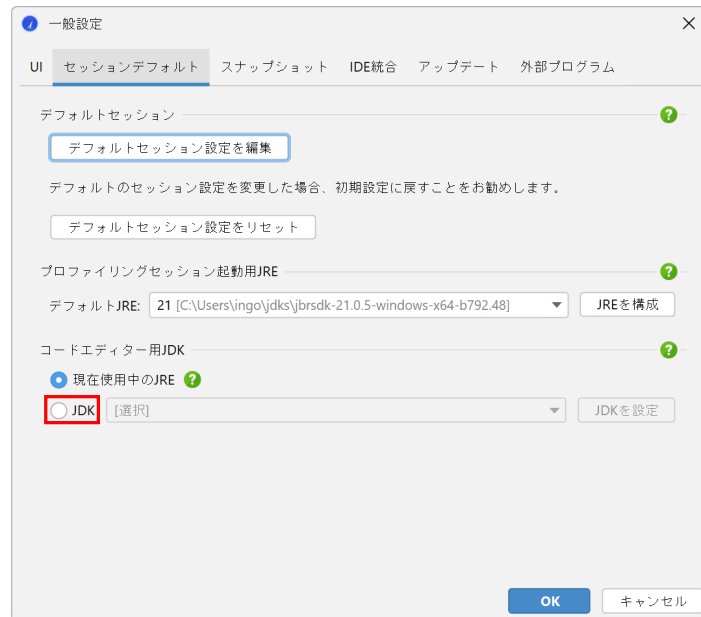 一般設定
UI セッションデフォルト スナップショット IDE統合 アップデート 外部プログラム
デフォルトセッション
デフォルトセッション設定を編集
デフォルトのセッション設定を変更した場合、初期設定に戻すことをお勧めします。
デフォルトセッション設定をリセット
プロファイリングセッション起動用JRE
デフォルトJRE: 21 [C:\Users\ingo\jdks\jbrsdk-21.0.5-windows-x64-b792.48] JREを構成
コードエディター用JDK
現在使用中のJRE
JDK [選択] JDKを設定
OK キャンセル